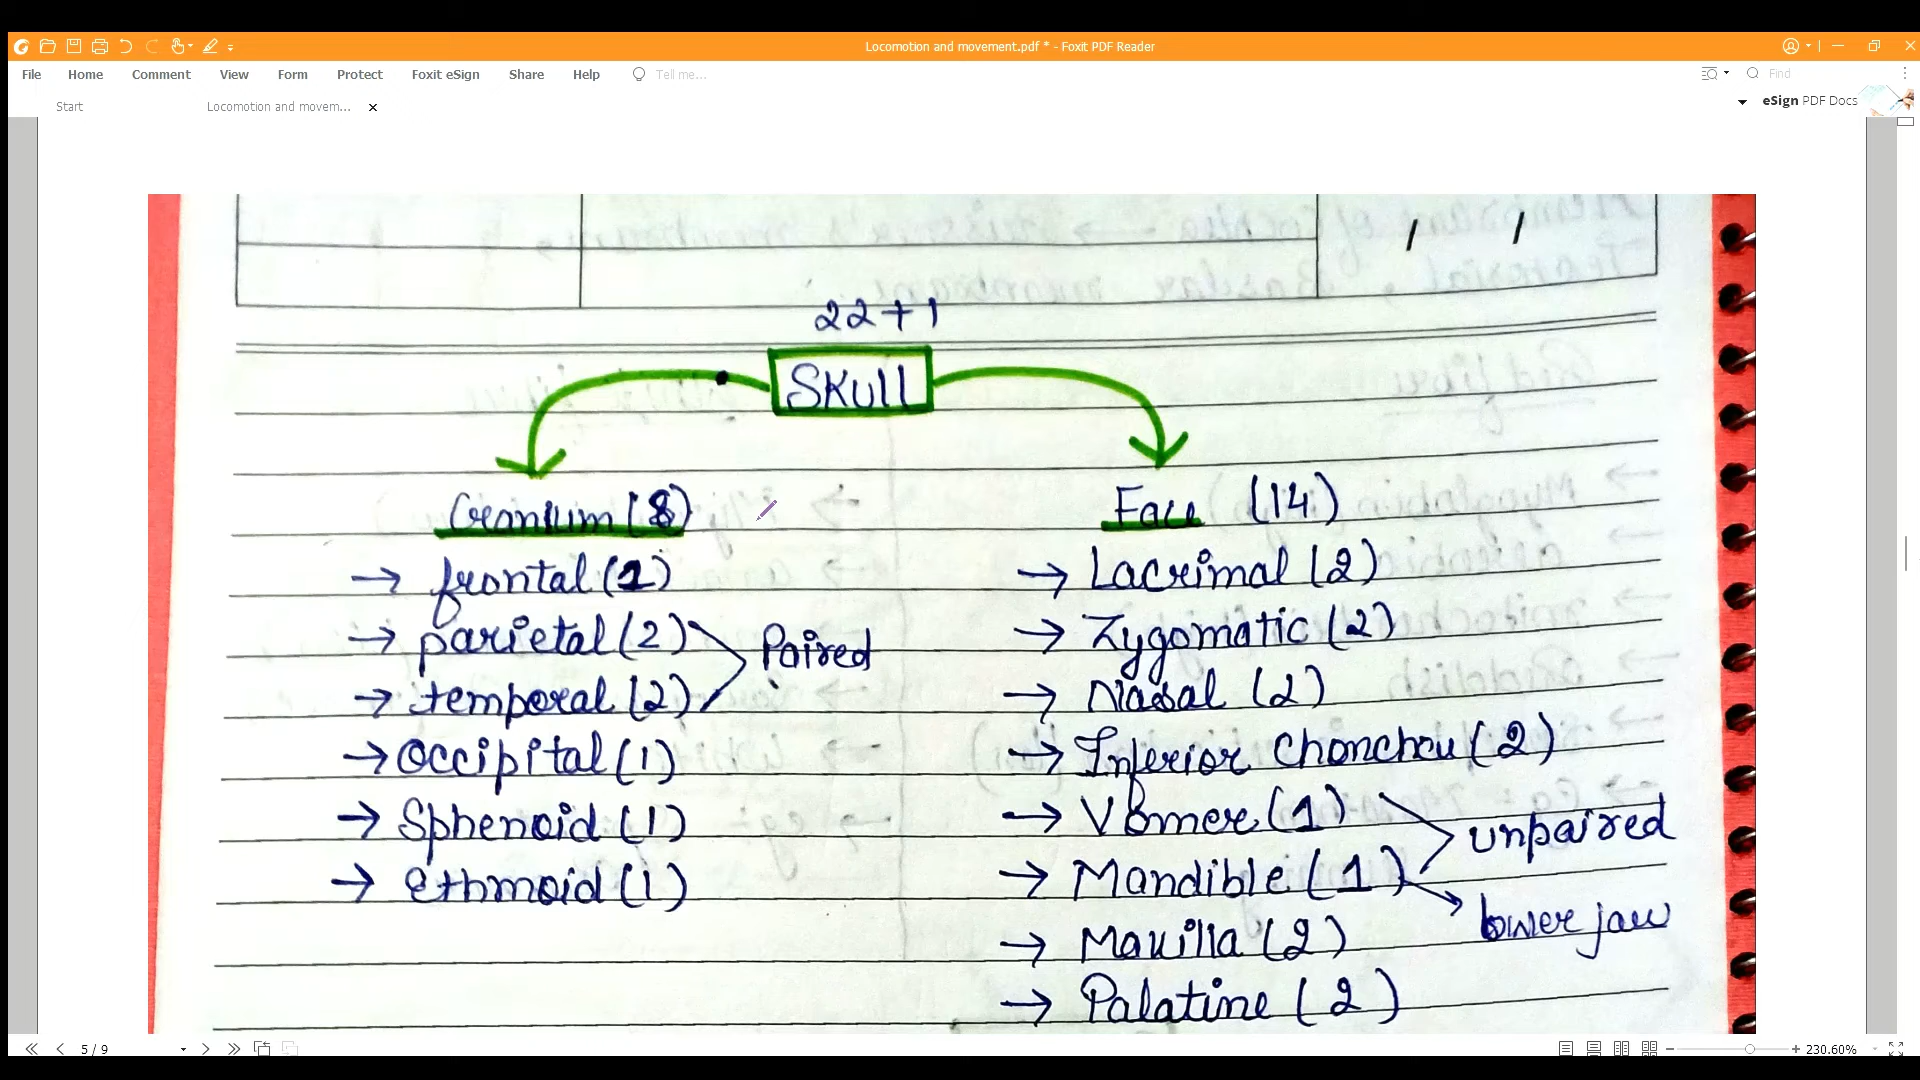 Locomotion and movement.pdf * - Foxit PDF Reader
File Home Comment View Form Protect Foxit eSign Share Help Tell me... Find
Start Locomotion and movem... eSign PDF Docs
22+1
Skull
Cranium (8)
frontal (1)
parietal (2)
temporal (2)
Paired
Occipital (1)
Sphenoid (1)
Ethmoid (1)
Face (14)
Lacrimal (2)
Zygomatic (2)
Nasal (2)
Inferior Chonchau (2)
Vomer (1)
Mandible (1)
unpaired
lower jaw
Maxilla (2)
Palatine (2)
5 / 9 230.60%